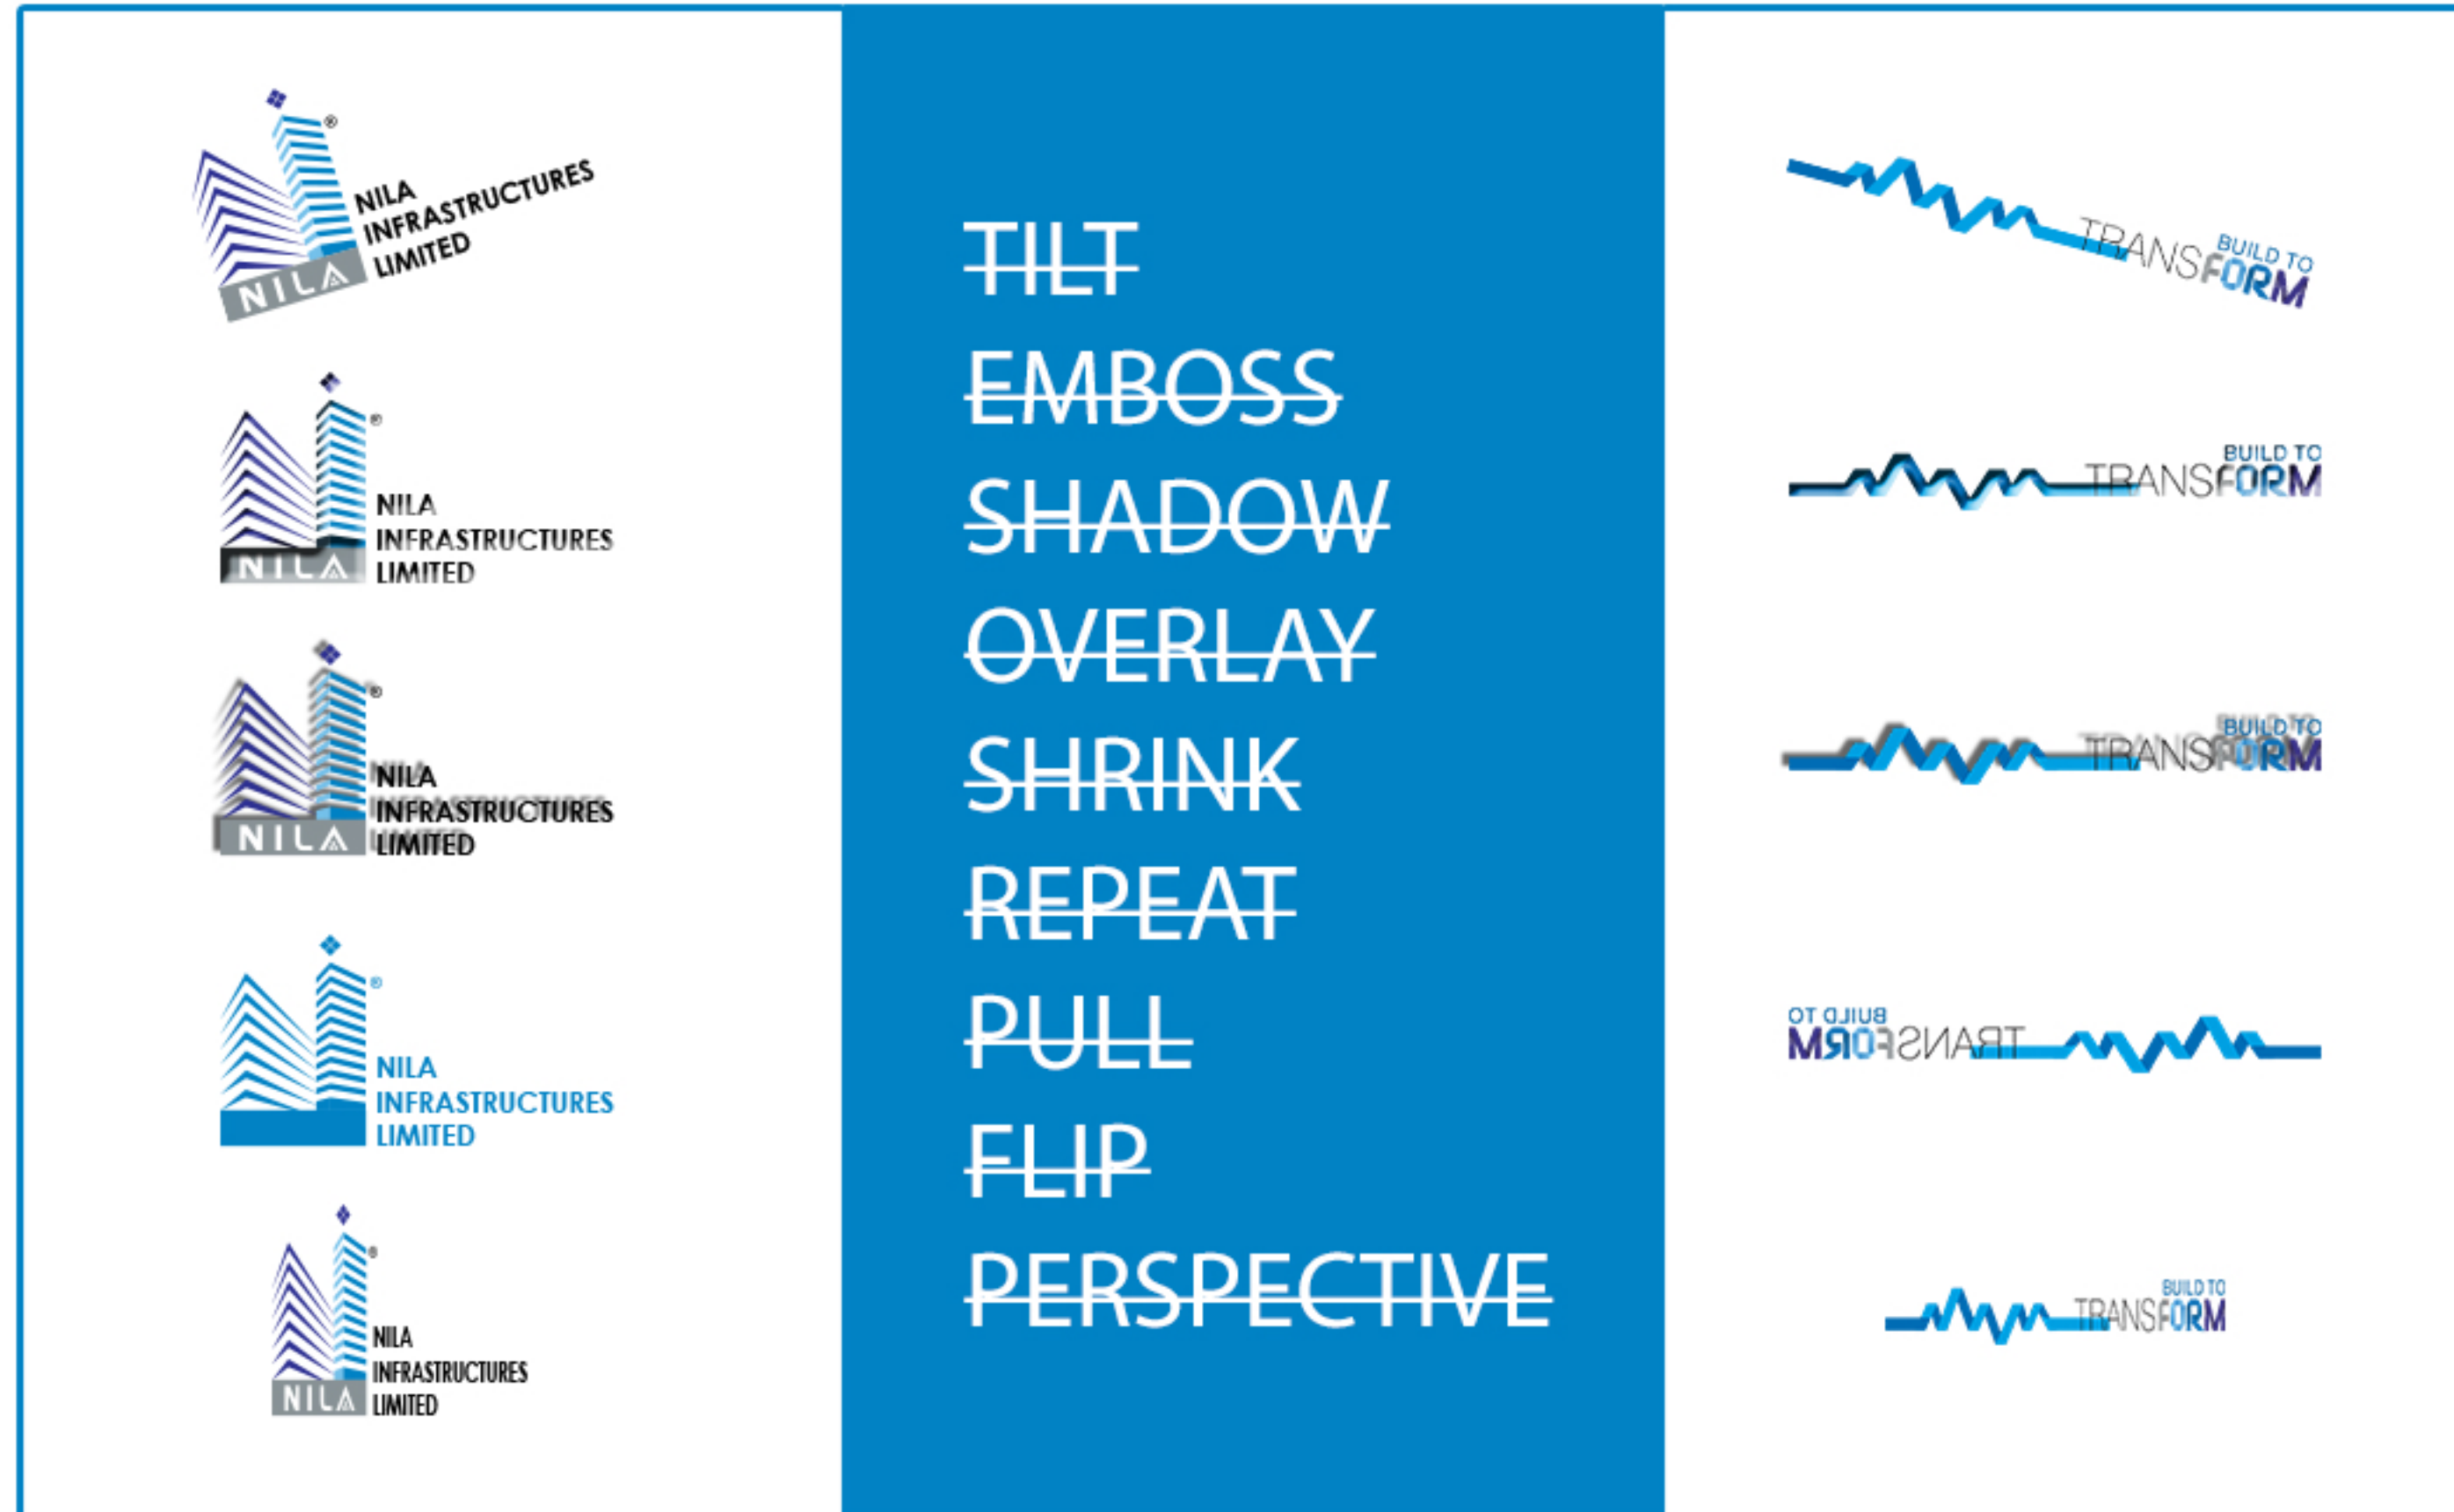 ®
NILA
INFRASTRUCTURES
LIMITED
NILA
®
NILA
INFRASTRUCTURES
LIMITED
NILA
®
NILA
INFRASTRUCTURES
LIMITED
NILA
®
NILA
INFRASTRUCTURES
LIMITED
®
NILA
INFRASTRUCTURES
LIMITED
NILA
TILT
EMBOSS
SHADOW
OVERLAY
SHRINK
REPEAT
PULL
FLIP
PERSPECTIVE
BUILD TO
TRANSFORM
BUILD TO
TRANSFORM
BUILD TO
TRANSFORM
BUILD TO
TRANSFORM
BUILD TO
TRANSFORM